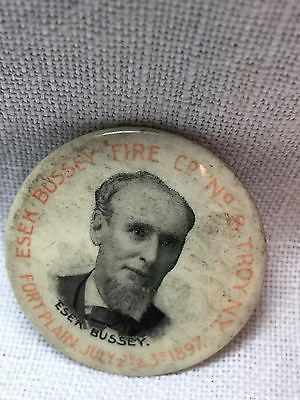 ESEK BUSSEY FIRE CO. No. 8, TROY, N.Y.
ESEK BUSSEY.
FORT PLAIN JULY 2D & 3D 1897.